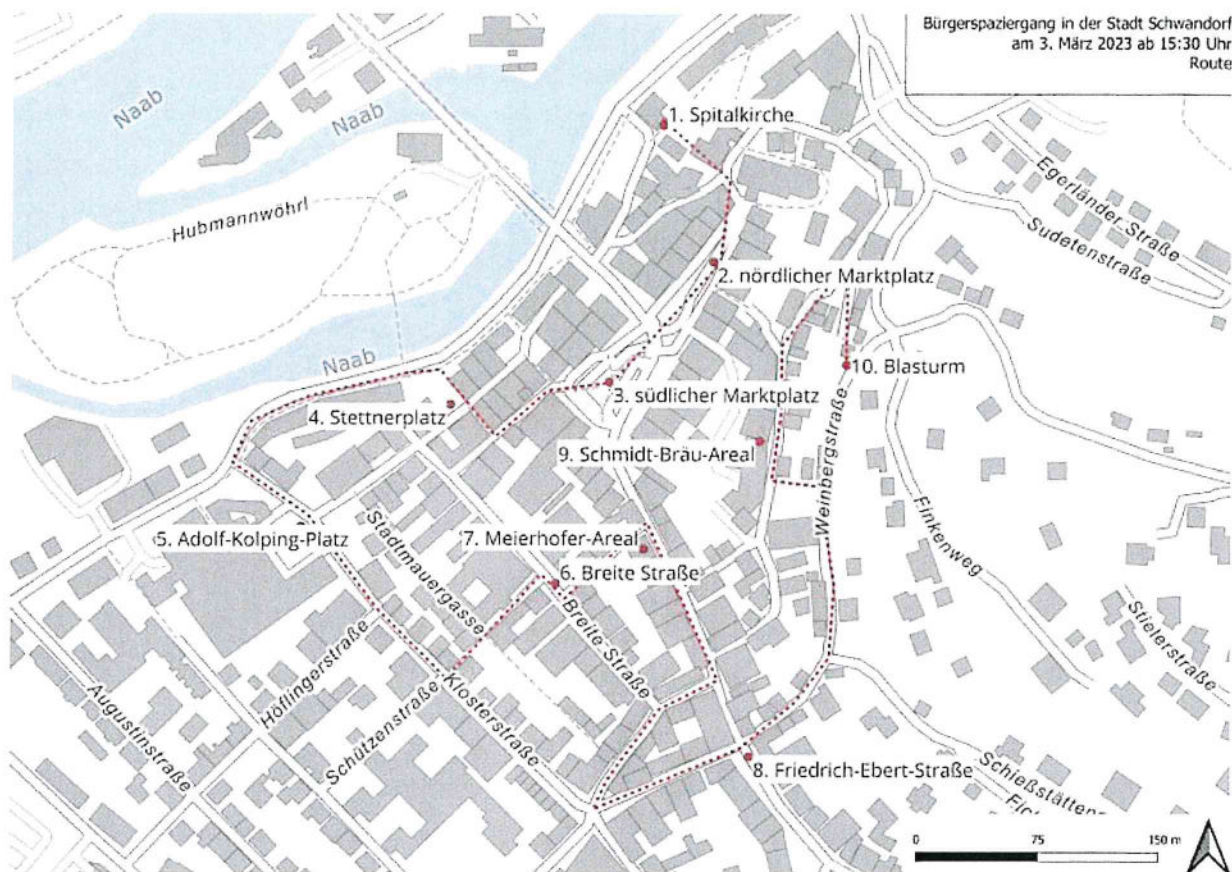 Bürgerspaziergang in der Stadt Schwandorf
am 3. März 2023 ab 15:30 Uhr
Route
Naab
Naab
1. Spitalkirche
Hubmannwöhrl
Egerländer Straße
Sudetenstraße
2. nördlicher Marktplatz
Naab
10. Blasturm
3. südlicher Marktplatz
4. Stettnerplatz
9. Schmidt-Bräu-Areal
Weinbergstraße
Finkenweg
5. Adolf-Kolping-Platz
Stadtmauergasse
7. Meierhofer-Areal
6. Breite Straße
Breite Straße
Stielerstraße
Höflingerstraße
Augustinstraße
Schützenstraße
Klosterstraße
8. Friedrich-Ebert-Straße
Schießstätten
Fic
0 75 150 m